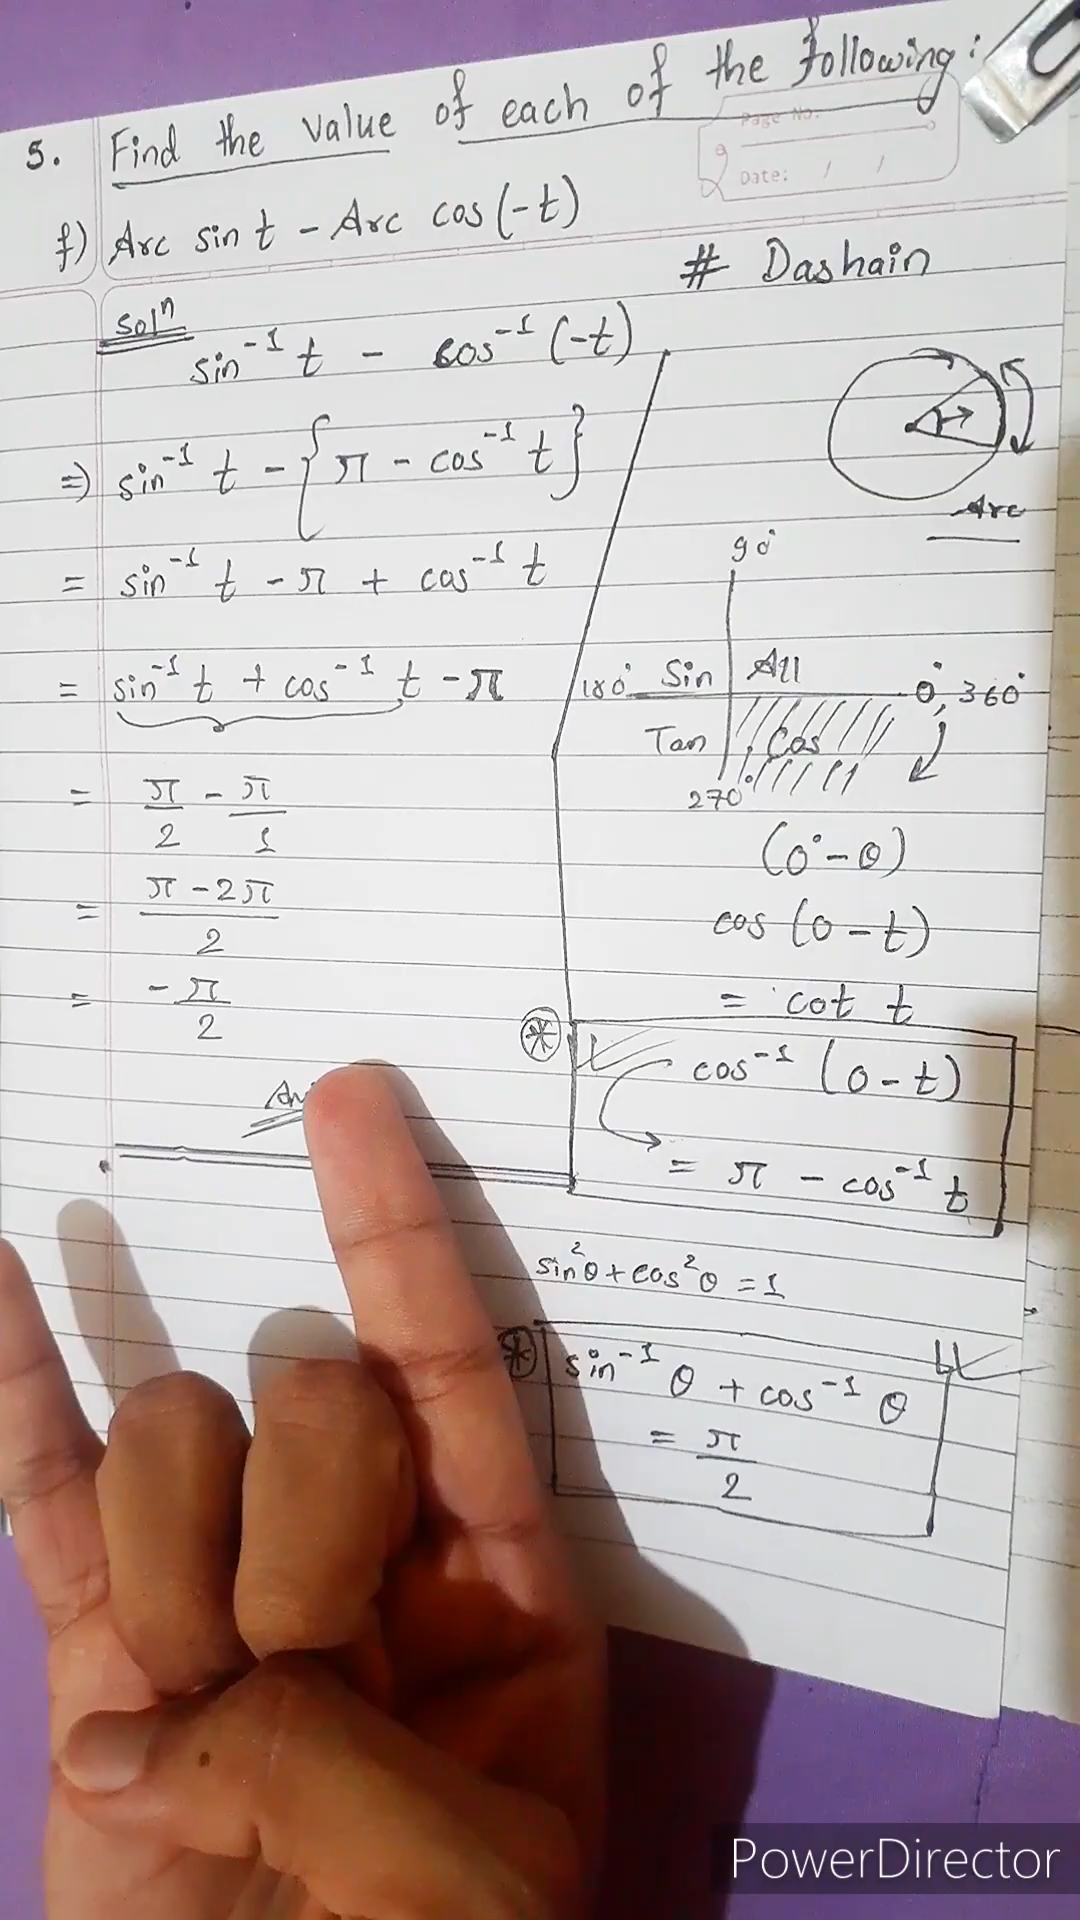 5. Find the value of each of the following:
Page No.
Date: / /
f) Arc sin t - Arc cos (-t)
# Dashain
Solⁿ
sin⁻¹ t - cos⁻¹ (-t)
=) sin⁻¹ t - {π - cos⁻¹ t}
= sin⁻¹ t - π + cos⁻¹ t
= sin⁻¹ t + cos⁻¹ t - π
= π/2 - π/1
= π - 2π / 2
= -π/2
Arc
90°
180° Sin All 0°, 360°
Tan Cos
270°
(0° - θ)
cos (0 - t)
= cot t
* cos⁻¹ (0 - t)
= π - cos⁻¹ t
sin²θ + cos²θ = 1
* sin⁻¹ θ + cos⁻¹ θ
= π/2
PowerDirector